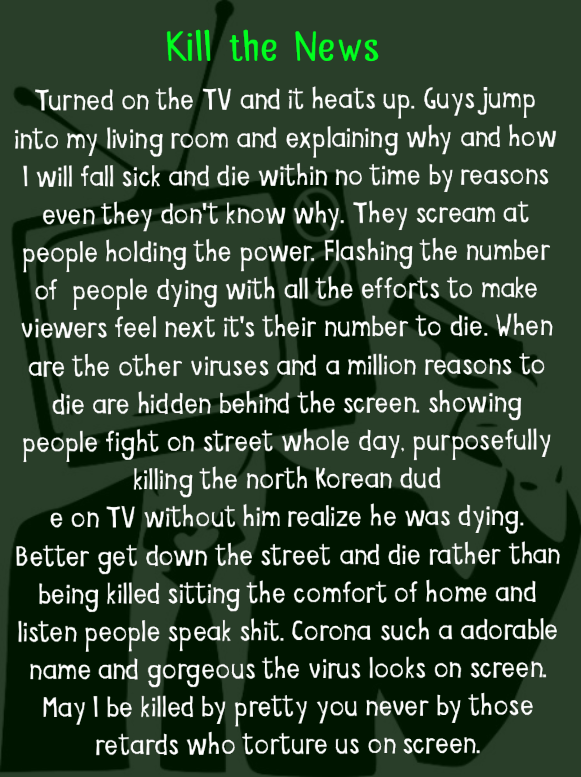 Kill the News
Turned on the TV and it heats up. Guys jump
into my living room and explaining why and how
I will fall sick and die within no time by reasons
even they don't know why. They scream at
people holding the power. Flashing the number
of people dying with all the efforts to make
viewers feel next it's their number to die. When
are the other viruses and a million reasons to
die are hidden behind the screen. showing
people fight on street whole day, purposefully
killing the north Korean dud
e on TV without him realize he was dying.
Better get down the street and die rather than
being killed sitting the comfort of home and
listen people speak shit. Corona such a adorable
name and gorgeous the virus looks on screen.
May I be killed by pretty you never by those
retards who torture us on screen.